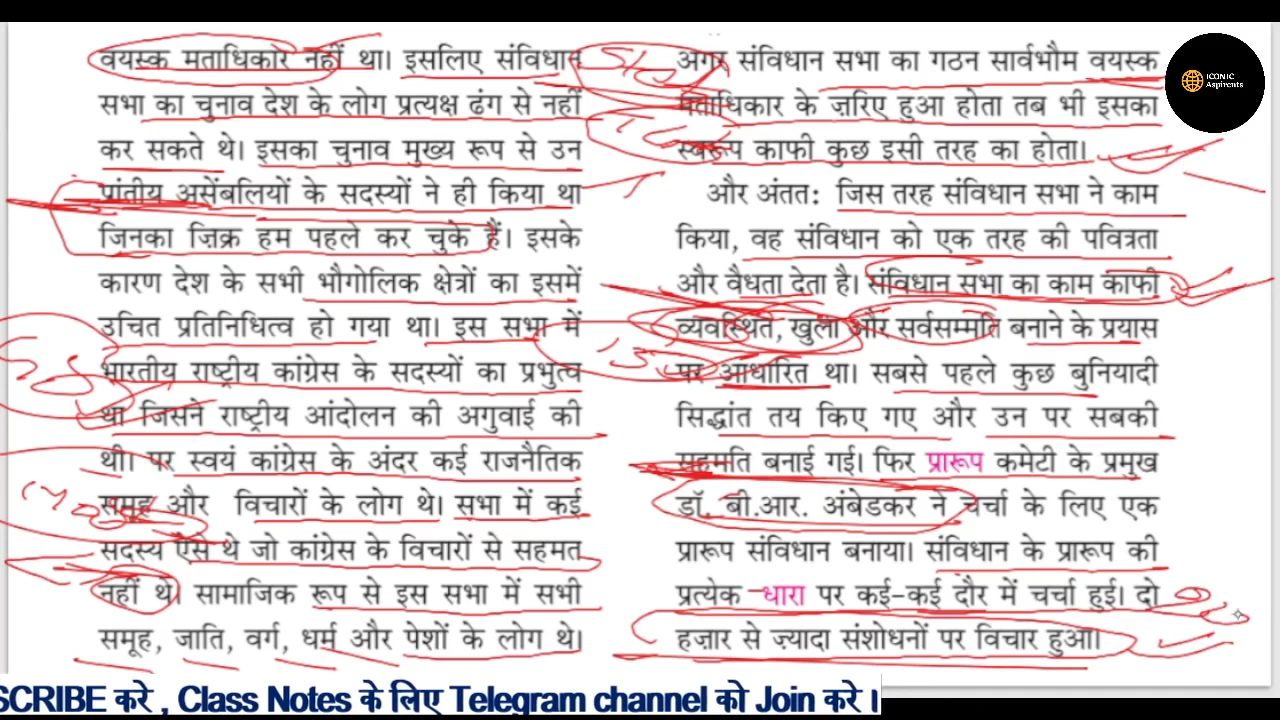 वयस्क मताधिकार नहीं था। इसलिए संविधान
सभा का चुनाव देश के लोग प्रत्यक्ष ढंग से नहीं
कर सकते थे। इसका चुनाव मुख्य रूप से उन
प्रांतीय असेंबलियों के सदस्यों ने ही किया था
जिनका ज़िक्र हम पहले कर चुके हैं। इसके
कारण देश के सभी भौगोलिक क्षेत्रों का इसमें
उचित प्रतिनिधित्व हो गया था। इस सभा में
भारतीय राष्ट्रीय कांग्रेस के सदस्यों का प्रभुत्व
था जिसने राष्ट्रीय आंदोलन की अगुवाई की
थी। पर स्वयं कांग्रेस के अंदर कई राजनैतिक
समूह और विचारों के लोग थे। सभा में कई
सदस्य ऐसे थे जो कांग्रेस के विचारों से सहमत
नहीं थे। सामाजिक रूप से इस सभा में सभी
समूह, जाति, वर्ग, धर्म और पेशों के लोग थे।
अगर संविधान सभा का गठन सार्वभौम वयस्क
मताधिकार के ज़रिए हुआ होता तब भी इसका
स्वरूप काफी कुछ इसी तरह का होता।
और अंतत: जिस तरह संविधान सभा ने काम
किया, वह संविधान को एक तरह की पवित्रता
और वैधता देता है। संविधान सभा का काम काफी
व्यवस्थित, खुला और सर्वसम्मति बनाने के प्रयास
पर आधारित था। सबसे पहले कुछ बुनियादी
सिद्धांत तय किए गए और उन पर सबकी
सहमति बनाई गई। फिर प्रारूप कमेटी के प्रमुख
डॉ. बी.आर. अंबेडकर ने चर्चा के लिए एक
प्रारूप संविधान बनाया। संविधान के प्रारूप की
प्रत्येक धारा पर कई-कई दौर में चर्चा हुई। दो
हज़ार से ज़्यादा संशोधनों पर विचार हुआ।
ICONIC
Aspirents
SCRIBE करे , Class Notes के लिए Telegram channel को Join करे ।